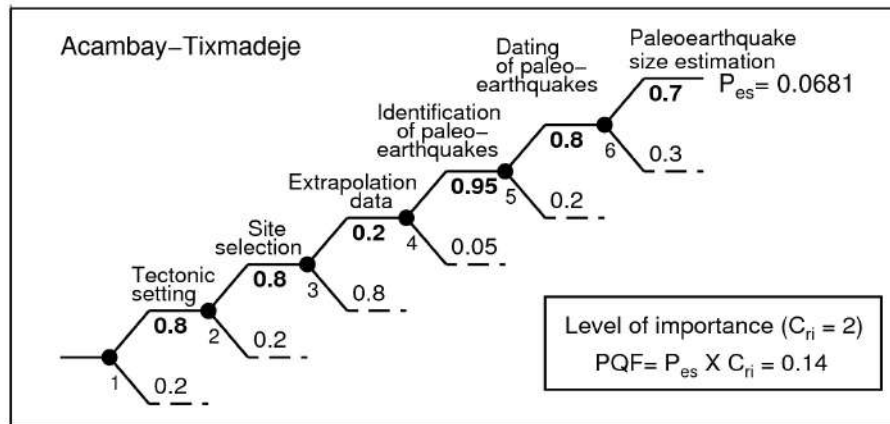 Acambay–Tixmadeje
Dating
of paleo–
earthquakes
Paleoearthquake
size estimation
0.7
P_es= 0.0681
Identification
of paleo–
earthquakes
0.8
6
0.3
Extrapolation
data
0.95
5
0.2
Site
selection
0.2
4
0.05
Tectonic
setting
0.8
3
0.8
0.8
2
0.2
1
0.2
Level of importance (C_ri = 2)
PQF= P_es X C_ri = 0.14